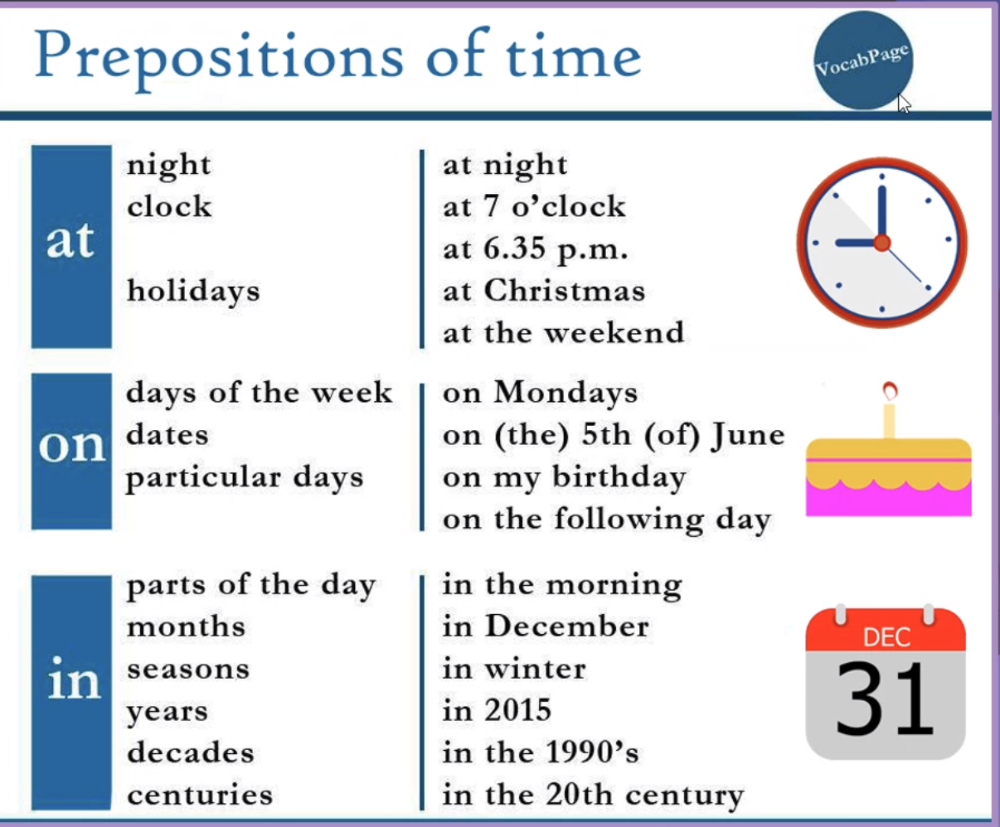 Prepositions of time
VocabPage
at
night
clock
holidays
at night
at 7 o’clock
at 6.35 p.m.
at Christmas
at the weekend
on
days of the week
dates
particular days
on Mondays
on (the) 5th (of) June
on my birthday
on the following day
in
parts of the day
months
seasons
years
decades
centuries
in the morning
in December
in winter
in 2015
in the 1990’s
in the 20th century
DEC
31